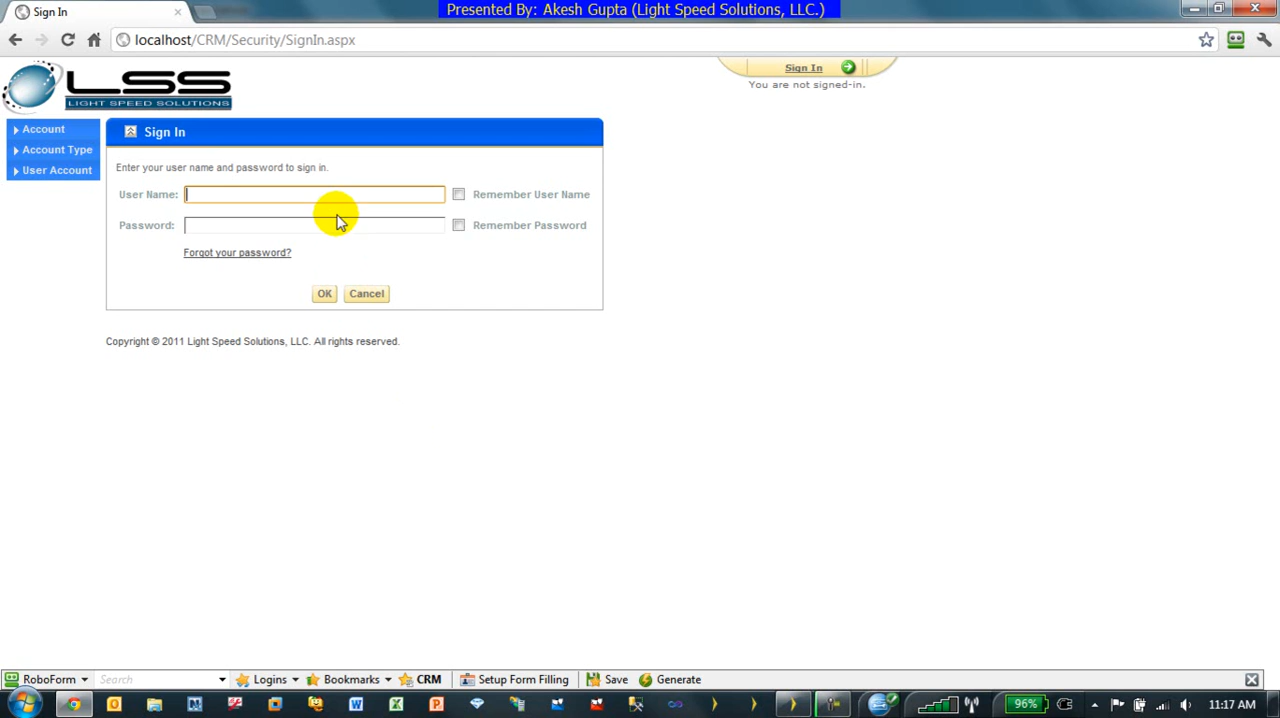 Sign In
Presented By: Akesh Gupta (Light Speed Solutions, LLC.)
localhost/CRM/Security/SignIn.aspx
LSS
LIGHT SPEED SOLUTIONS
Sign In
You are not signed-in.
Account
Account Type
User Account
Sign In
Enter your user name and password to sign in.
User Name:
Remember User Name
Password:
Remember Password
Forgot your password?
OK
Cancel
Copyright © 2011 Light Speed Solutions, LLC. All rights reserved.
RoboForm
Search
Logins
Bookmarks
CRM
Setup Form Filling
Save
Generate
96%
11:17 AM